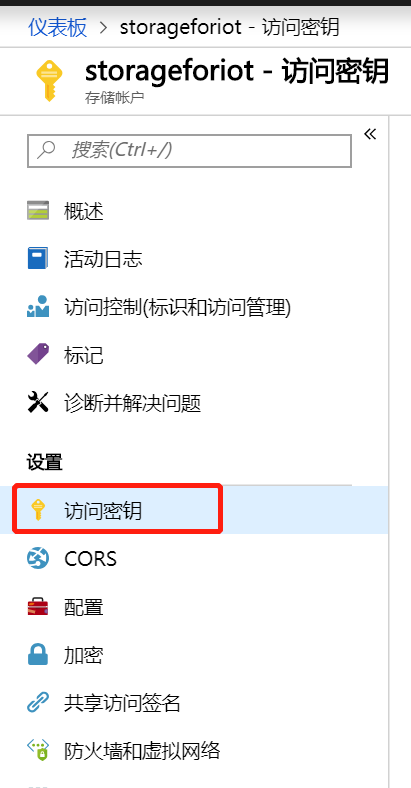 仪表板 > storageforiot - 访问密钥
storageforiot - 访问密钥
存储帐户
搜索(Ctrl+/)
«
概述
活动日志
访问控制(标识和访问管理)
标记
诊断并解决问题
设置
访问密钥
CORS
配置
加密
共享访问签名
防火墙和虚拟网络